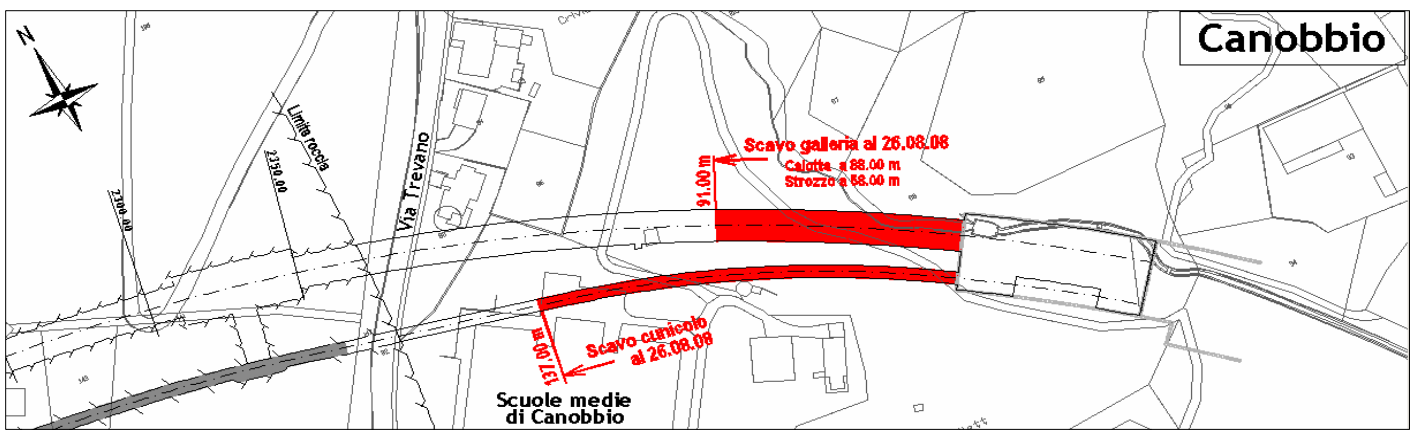 Canobbio
N
Limite roccia
2350.00
2300.00
Via Trevano
91.00 m
Scavo galleria al 26.08.08
Calotta a 88.00 m
Strozzo a 58.00 m
137.00 m
Scavo cunicolo
al 26.08.08
Scuole medie
di Canobbio